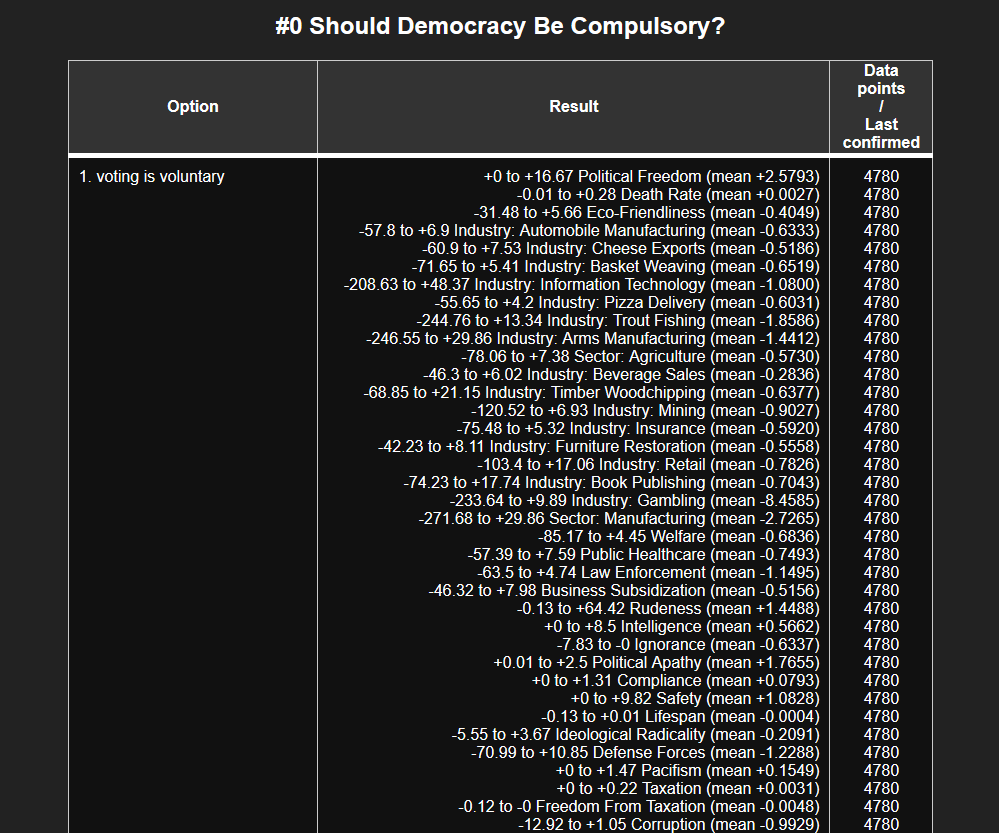 #0 Should Democracy Be Compulsory?
Option Result Data points / Last confirmed
1. voting is voluntary +0 to +16.67 Political Freedom (mean +2.5793) 4780
-0.01 to +0.28 Death Rate (mean +0.0027) 4780
-31.48 to +5.66 Eco-Friendliness (mean -0.4049) 4780
-57.8 to +6.9 Industry: Automobile Manufacturing (mean -0.6333) 4780
-60.9 to +7.53 Industry: Cheese Exports (mean -0.5186) 4780
-71.65 to +5.41 Industry: Basket Weaving (mean -0.6519) 4780
-208.63 to +48.37 Industry: Information Technology (mean -1.0800) 4780
-55.65 to +4.2 Industry: Pizza Delivery (mean -0.6031) 4780
-244.76 to +13.34 Industry: Trout Fishing (mean -1.8586) 4780
-246.55 to +29.86 Industry: Arms Manufacturing (mean -1.4412) 4780
-78.06 to +7.38 Sector: Agriculture (mean -0.5730) 4780
-46.3 to +6.02 Industry: Beverage Sales (mean -0.2836) 4780
-68.85 to +21.15 Industry: Timber Woodchipping (mean -0.6377) 4780
-120.52 to +6.93 Industry: Mining (mean -0.9027) 4780
-75.48 to +5.32 Industry: Insurance (mean -0.5920) 4780
-42.23 to +8.11 Industry: Furniture Restoration (mean -0.5558) 4780
-103.4 to +17.06 Industry: Retail (mean -0.7826) 4780
-74.23 to +17.74 Industry: Book Publishing (mean -0.7043) 4780
-233.64 to +9.89 Industry: Gambling (mean -8.4585) 4780
-271.68 to +29.86 Sector: Manufacturing (mean -2.7265) 4780
-85.17 to +4.45 Welfare (mean -0.6836) 4780
-57.39 to +7.59 Public Healthcare (mean -0.7493) 4780
-63.5 to +4.74 Law Enforcement (mean -1.1495) 4780
-46.32 to +7.98 Business Subsidization (mean -0.5156) 4780
-0.13 to +64.42 Rudeness (mean +1.4488) 4780
+0 to +8.5 Intelligence (mean +0.5662) 4780
-7.83 to -0 Ignorance (mean -0.6337) 4780
+0.01 to +2.5 Political Apathy (mean +1.7655) 4780
+0 to +1.31 Compliance (mean +0.0793) 4780
+0 to +9.82 Safety (mean +1.0828) 4780
-0.13 to +0.01 Lifespan (mean -0.0004) 4780
-5.55 to +3.67 Ideological Radicality (mean -0.2091) 4780
-70.99 to +10.85 Defense Forces (mean -1.2288) 4780
+0 to +1.47 Pacifism (mean +0.1549) 4780
+0 to +0.22 Taxation (mean +0.0031) 4780
-0.12 to -0 Freedom From Taxation (mean -0.0048) 4780
-12.92 to +1.05 Corruption (mean -0.9929) 4780